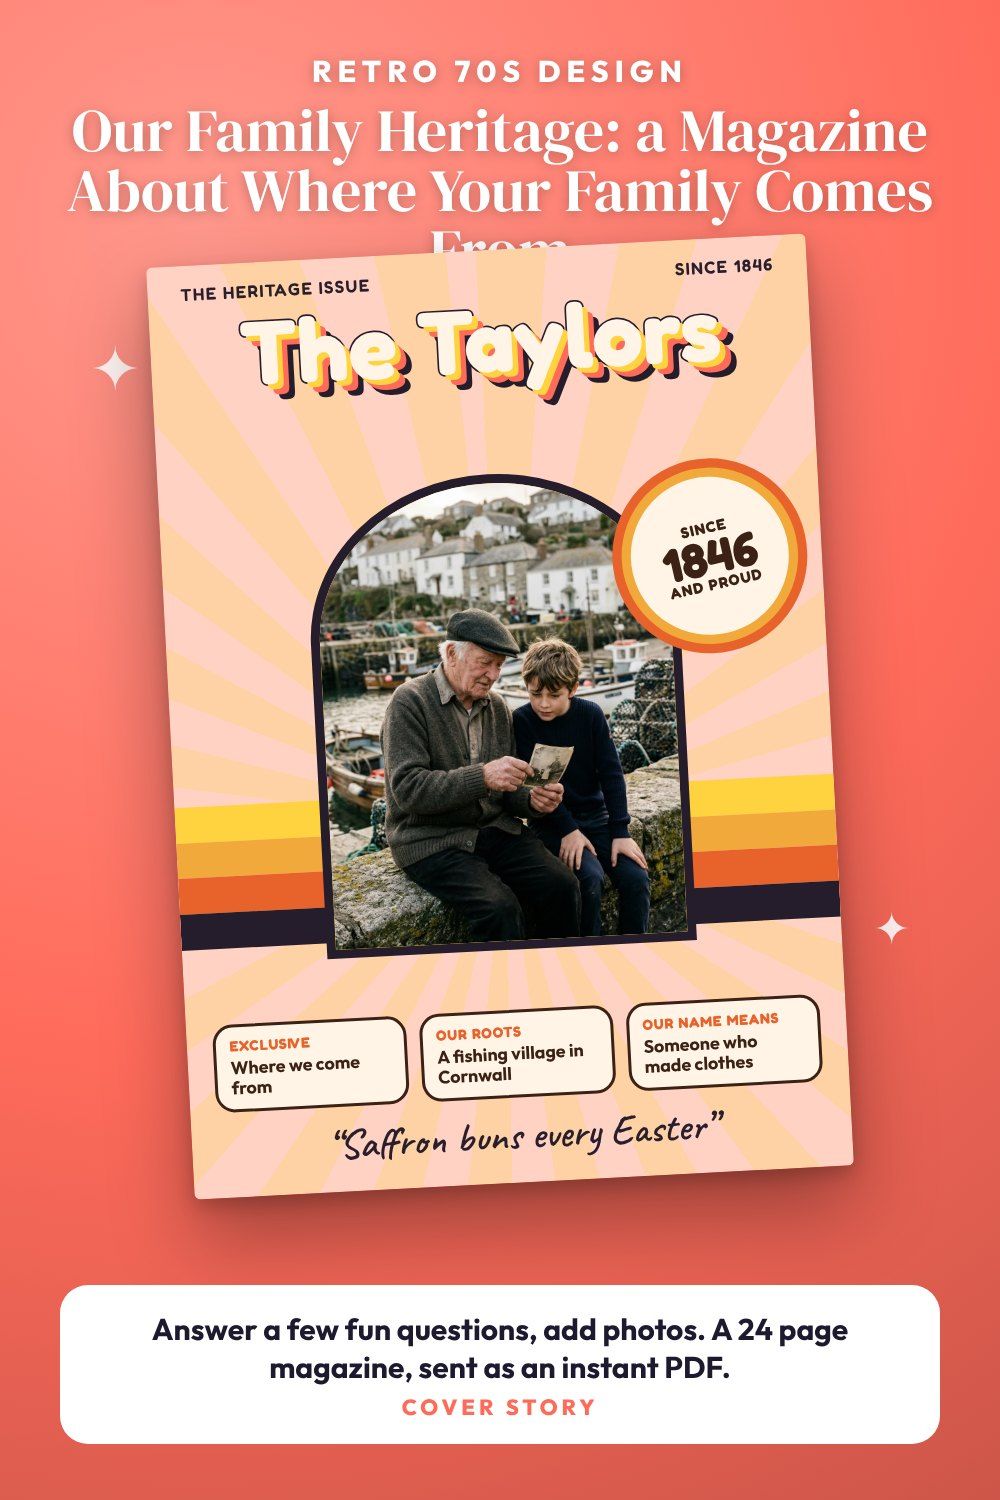 RETRO 70S DESIGN
Our Family Heritage: a Magazine
About Where Your Family Comes
From
THE HERITAGE ISSUE
SINCE 1846
The Taylors
SINCE
1846
AND PROUD
EXCLUSIVE
Where we come
from
OUR ROOTS
A fishing village in
Cornwall
OUR NAME MEANS
Someone who
made clothes
“Saffron buns every Easter”
Answer a few fun questions, add photos. A 24 page
magazine, sent as an instant PDF.
COVER STORY